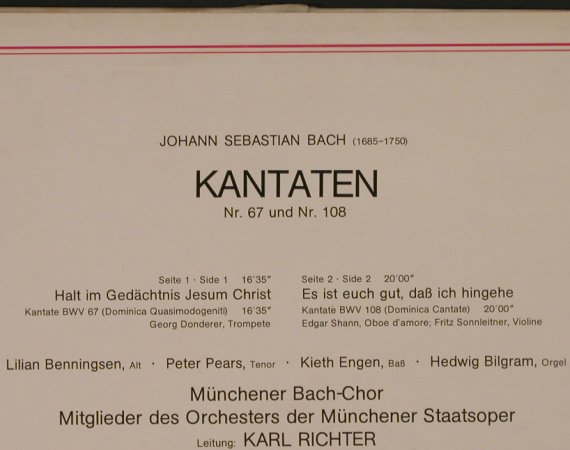 JOHANN SEBASTIAN BACH (1685–1750)
KANTATEN
Nr. 67 und Nr. 108
Seite 1 · Side 1 16'35"
Halt im Gedächtnis Jesum Christ
Kantate BWV 67 (Dominica Quasimodogeniti) 16'35"
Georg Donderer, Trompete
Seite 2 · Side 2 20'00"
Es ist euch gut, daß ich hingehe
Kantate BWV 108 (Dominica Cantate) 20'00"
Edgar Shann, Oboe d'amore; Fritz Sonnleitner, Violine
Lilian Benningsen, Alt · Peter Pears, Tenor · Kieth Engen, Baß · Hedwig Bilgram, Orgel
Münchener Bach-Chor
Mitglieder des Orchesters der Münchener Staatsoper
Leitung: KARL RICHTER